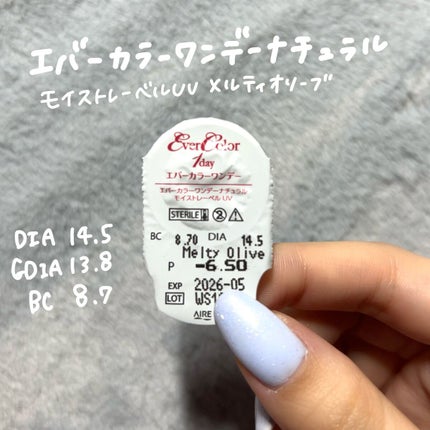 エバーカラーワンデーナチュラル
モイストレーベルUV メルティオリーブ
EverColor
1day
エバーカラーワンデー
エバーカラーワンデーナチュラル
モイストレーベル UV
STERILE
BC 8.70 DIA 14.5
Melty Olive
P -6.50
EXP 2026-05
LOT WS1
AIRE
DIA 14.5
GDIA 13.8
BC 8.7